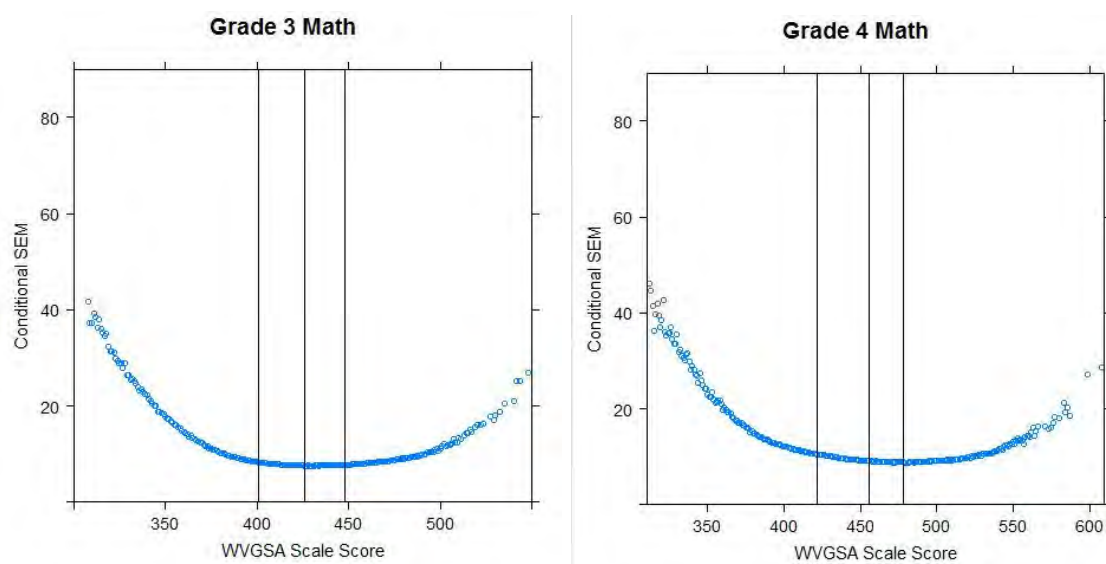 Grade 3 Math
80
60
40
20
Conditional SEM
350 400 450 500
WVGSA Scale Score
Grade 4 Math
80
60
40
20
Conditional SEM
350 400 450 500 550 600
WVGSA Scale Score